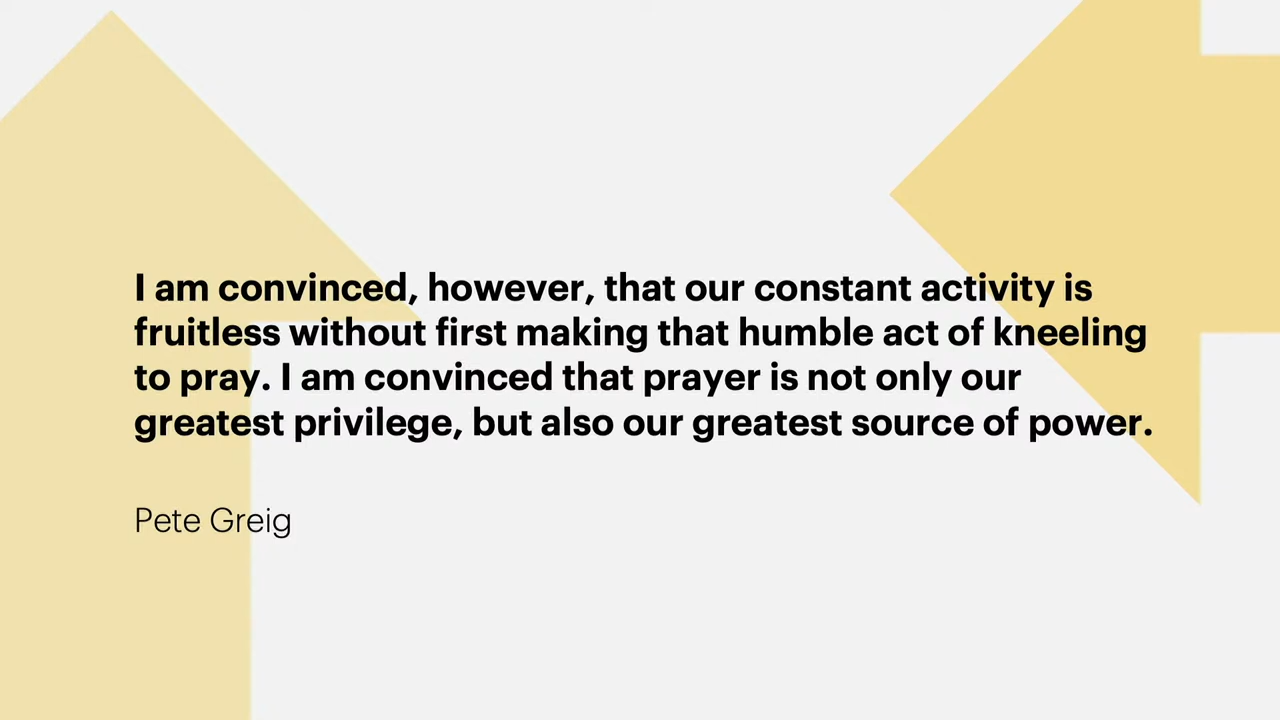 I am convinced, however, that our constant activity is
fruitless without first making that humble act of kneeling
to pray. I am convinced that prayer is not only our
greatest privilege, but also our greatest source of power.
Pete Greig